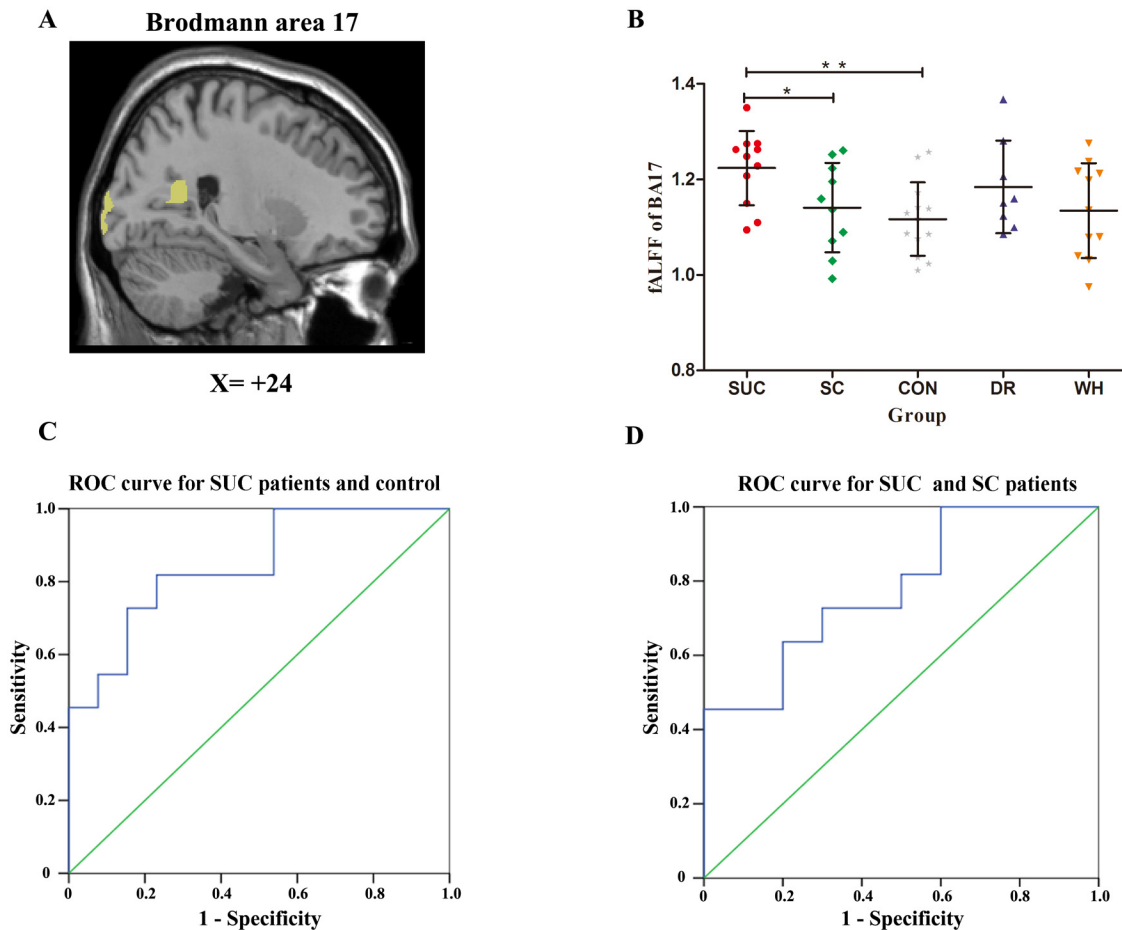 A
Brodmann area 17
X= +24
B
* *
*
fALFF of BA17
1.4
1.2
1.0
0.8
SUC SC CON DR WH
Group
C
ROC curve for SUC patients and control
Sensitivity
1.0
0.8
0.6
0.4
0.2
0
0 0.2 0.4 0.6 0.8 1.0
1 - Specificity
D
ROC curve for SUC and SC patients
Sensitivity
1.0
0.8
0.6
0.4
0.2
0
0 0.2 0.4 0.6 0.8 1.0
1 - Specificity